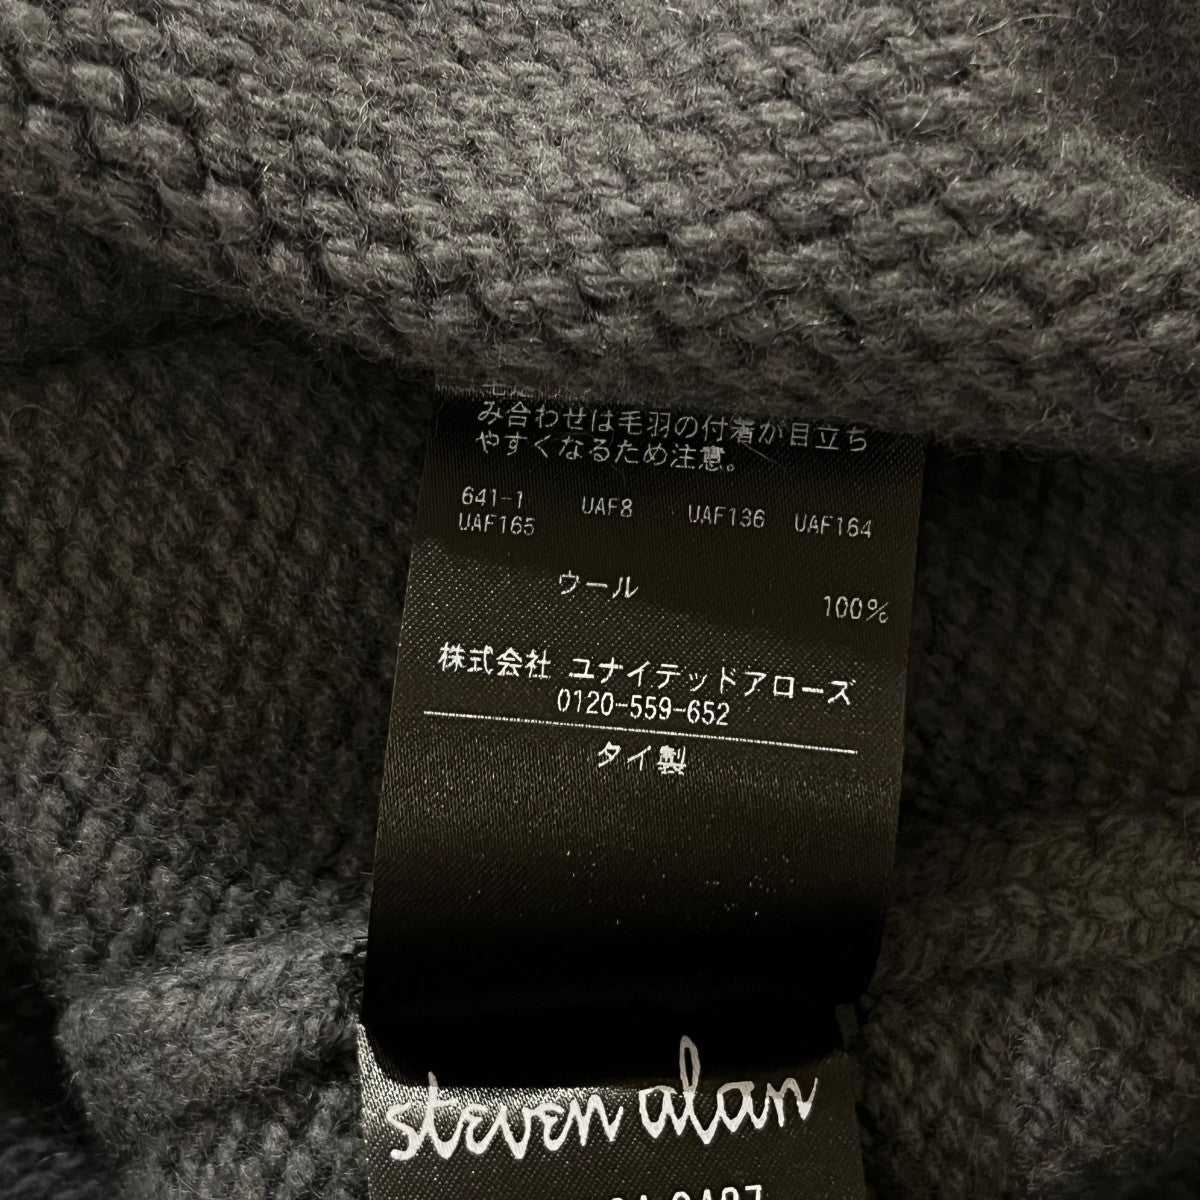 み合わせは毛羽の付着が目立ち
やすくなるため注意。
641-1 UAF8 UAF136 UAF164
UAF165
ウール 100%
株式会社 ユナイテッドアローズ
0120-559-652
タイ製
steven alan